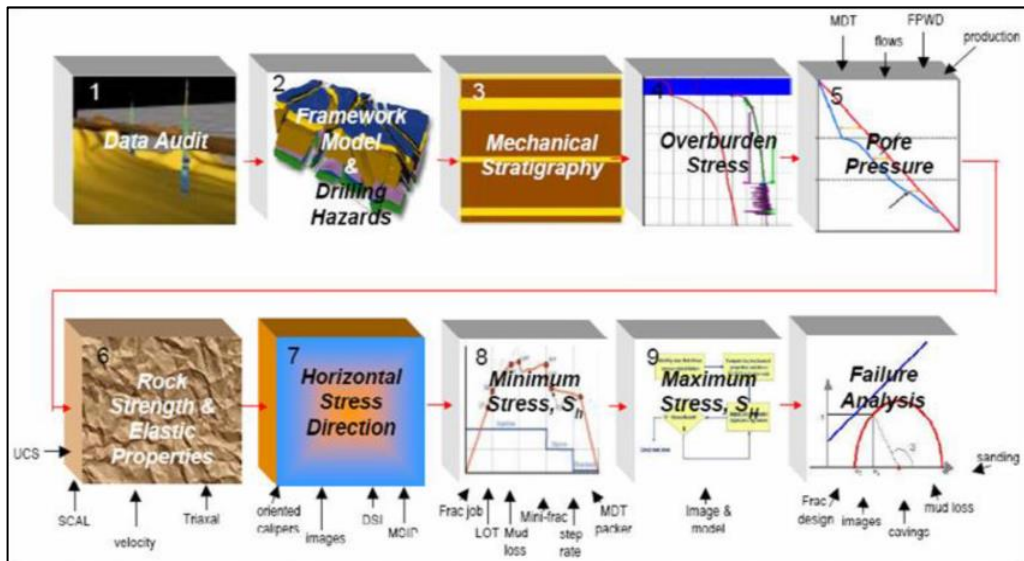 MDT
FPWD
flows
production
1
Data Audit
2
Framework
Model
&
Drilling
Hazards
3
Mechanical
Stratigraphy
4
Overburden
Stress
5
Pore
Pressure
6
Rock
Strength &
Elastic
Properties
UCS
SCAL
velocity
Triaxal
7
Horizontal
Stress
Direction
oriented
calipers
images
DSI
8
Minimum
Stress, Sh
Frac job
LOT
Mud
loss
Mini-frac
step
rate
MDT
packer
9
Maximum
Stress, SH
Image &
model
Failure
Analysis
sanding
Frac
design
images
cavings
mud loss